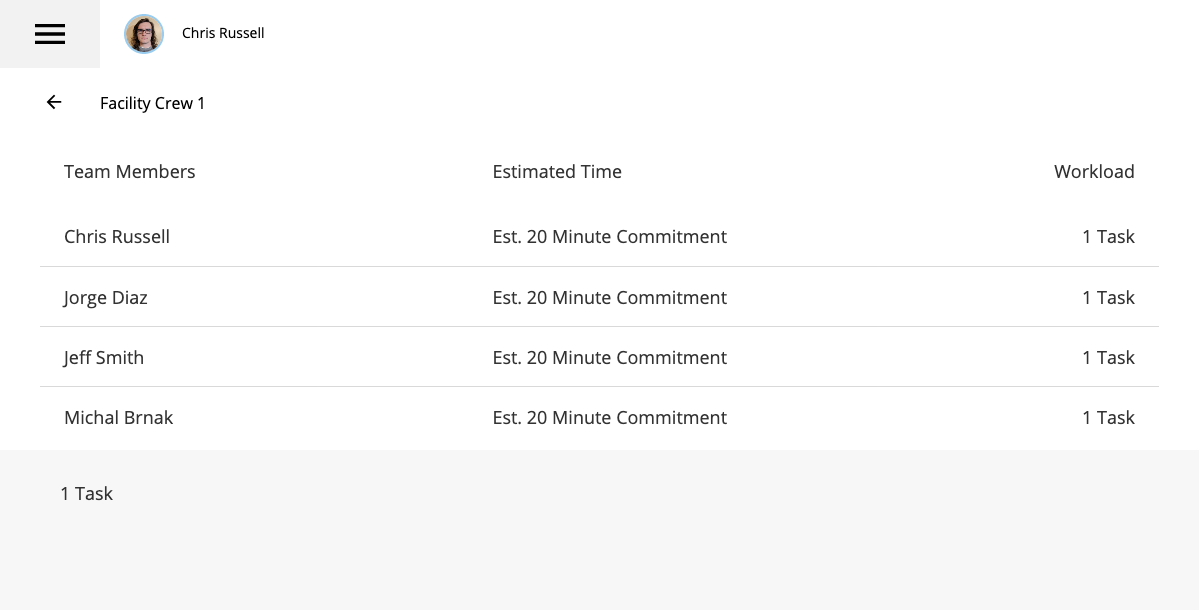 Chris Russell
Facility Crew 1
Team Members Estimated Time Workload
Chris Russell Est. 20 Minute Commitment 1 Task
Jorge Diaz Est. 20 Minute Commitment 1 Task
Jeff Smith Est. 20 Minute Commitment 1 Task
Michal Brnak Est. 20 Minute Commitment 1 Task
1 Task